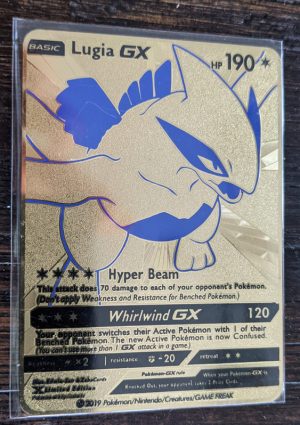 BASIC Lugia GX HP 190
Hyper Beam
This attack does 70 damage to each of your opponent's Pokémon.
(Don't apply Weakness and Resistance for Benched Pokémon.)
Whirlwind GX 120
Your opponent switches their Active Pokémon with 1 of their
Benched Pokémon. The new Active Pokémon is now Confused.
(You can't use more than 1 GX attack in a game.)
×2 resistance -20 retreat
Pokémon-GX rule When your Pokémon-GX is
Limited Edition Knocked Out, your opponent takes 2 Prize Cards.
©2019 Pokémon/Nintendo/Creatures/GAME FREAK